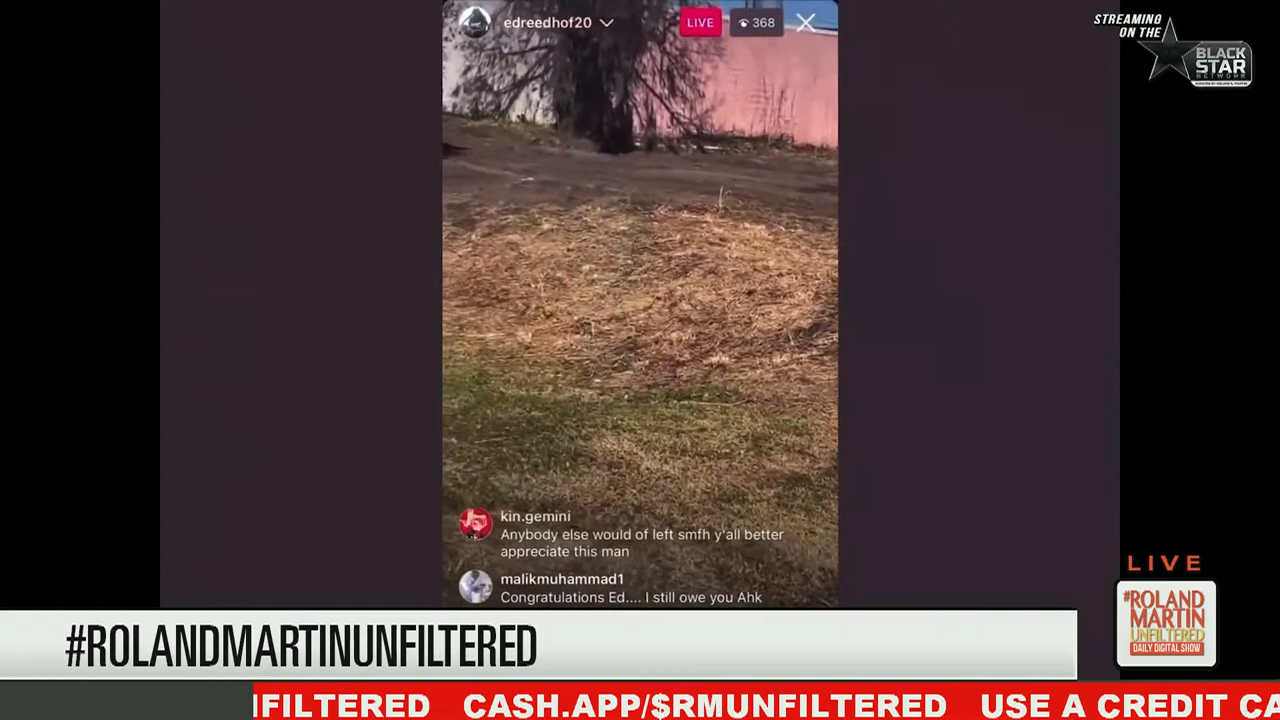 edreedhof20
LIVE
368
STREAMING
ON THE
BLACK
STAR
NETWORK
kin.gemini
Anybody else would of left smfh y'all better
appreciate this man
malikmuhammad1
Congratulations Ed.... I still owe you Ahk
LIVE
#ROLAND
MARTIN
UNFILTERED
DAILY DIGITAL SHOW
#ROLANDMARTINUNFILTERED
FILTERED CASH.APP/$RMUNFILTERED USE A CREDIT CA